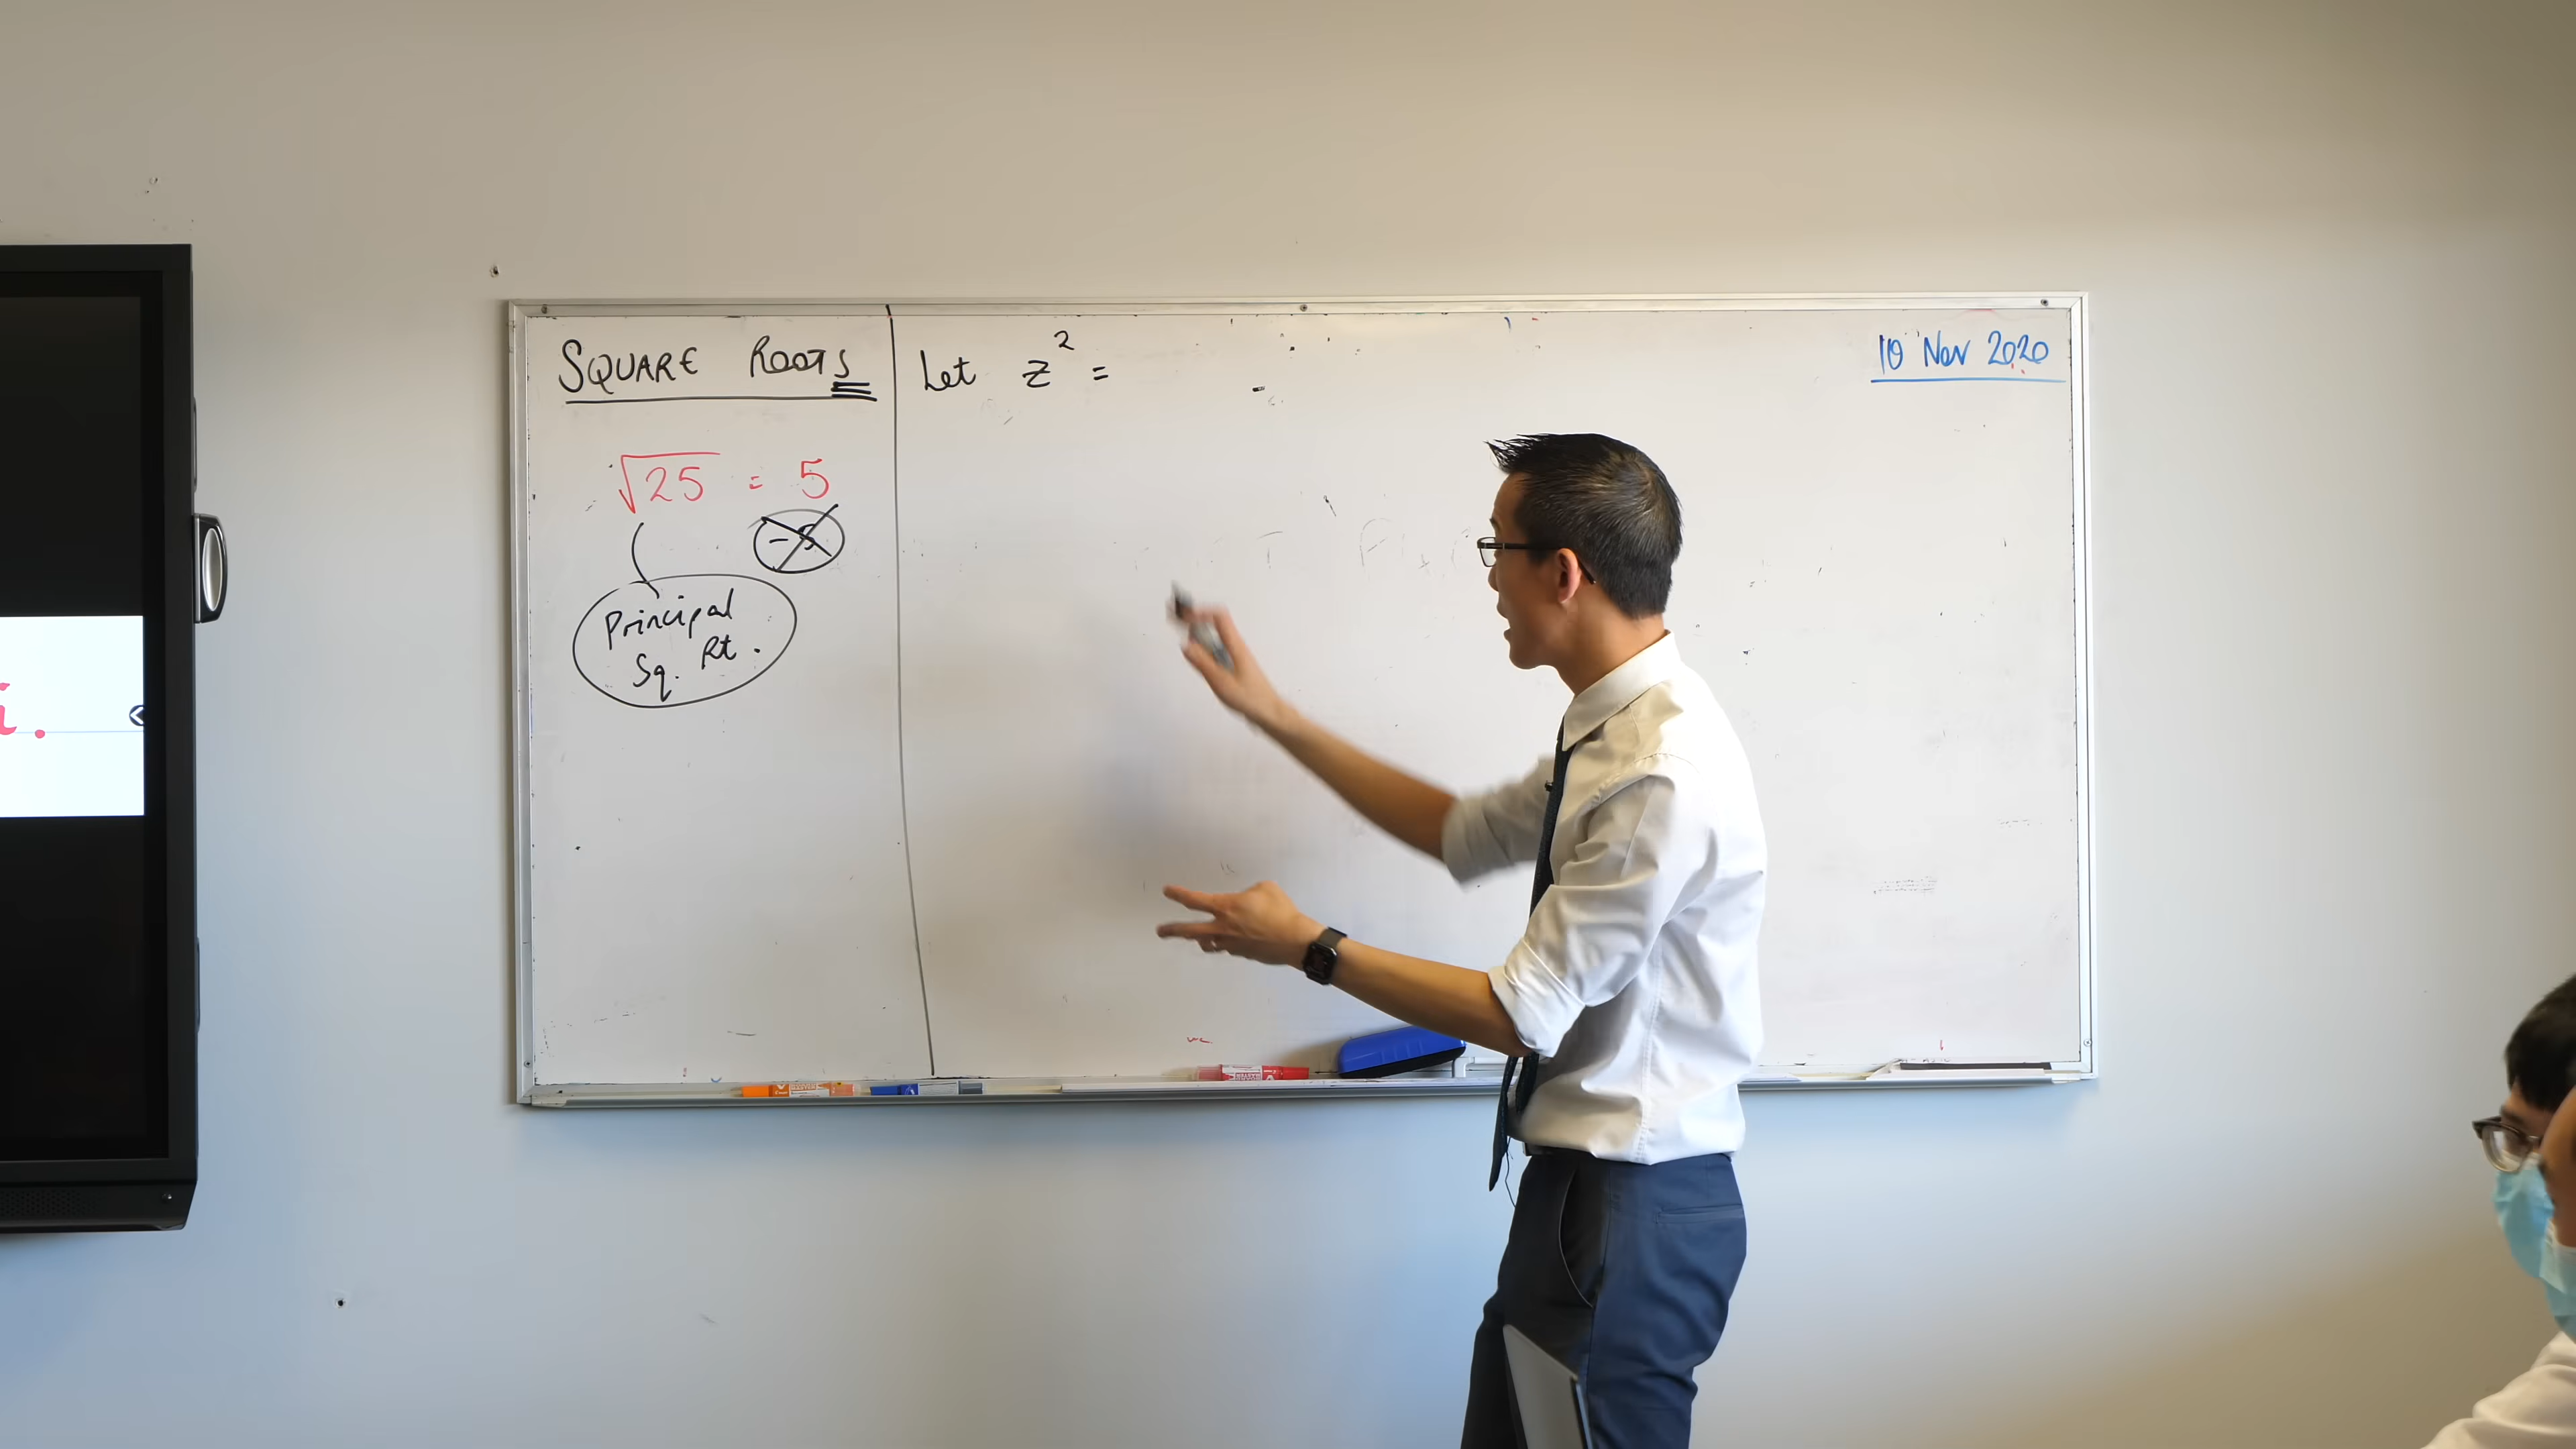 SQUARE ROOTS
√25 = 5
-5
Principal
Sq. Rt.
Let z² =
10 Nov 2020
i.